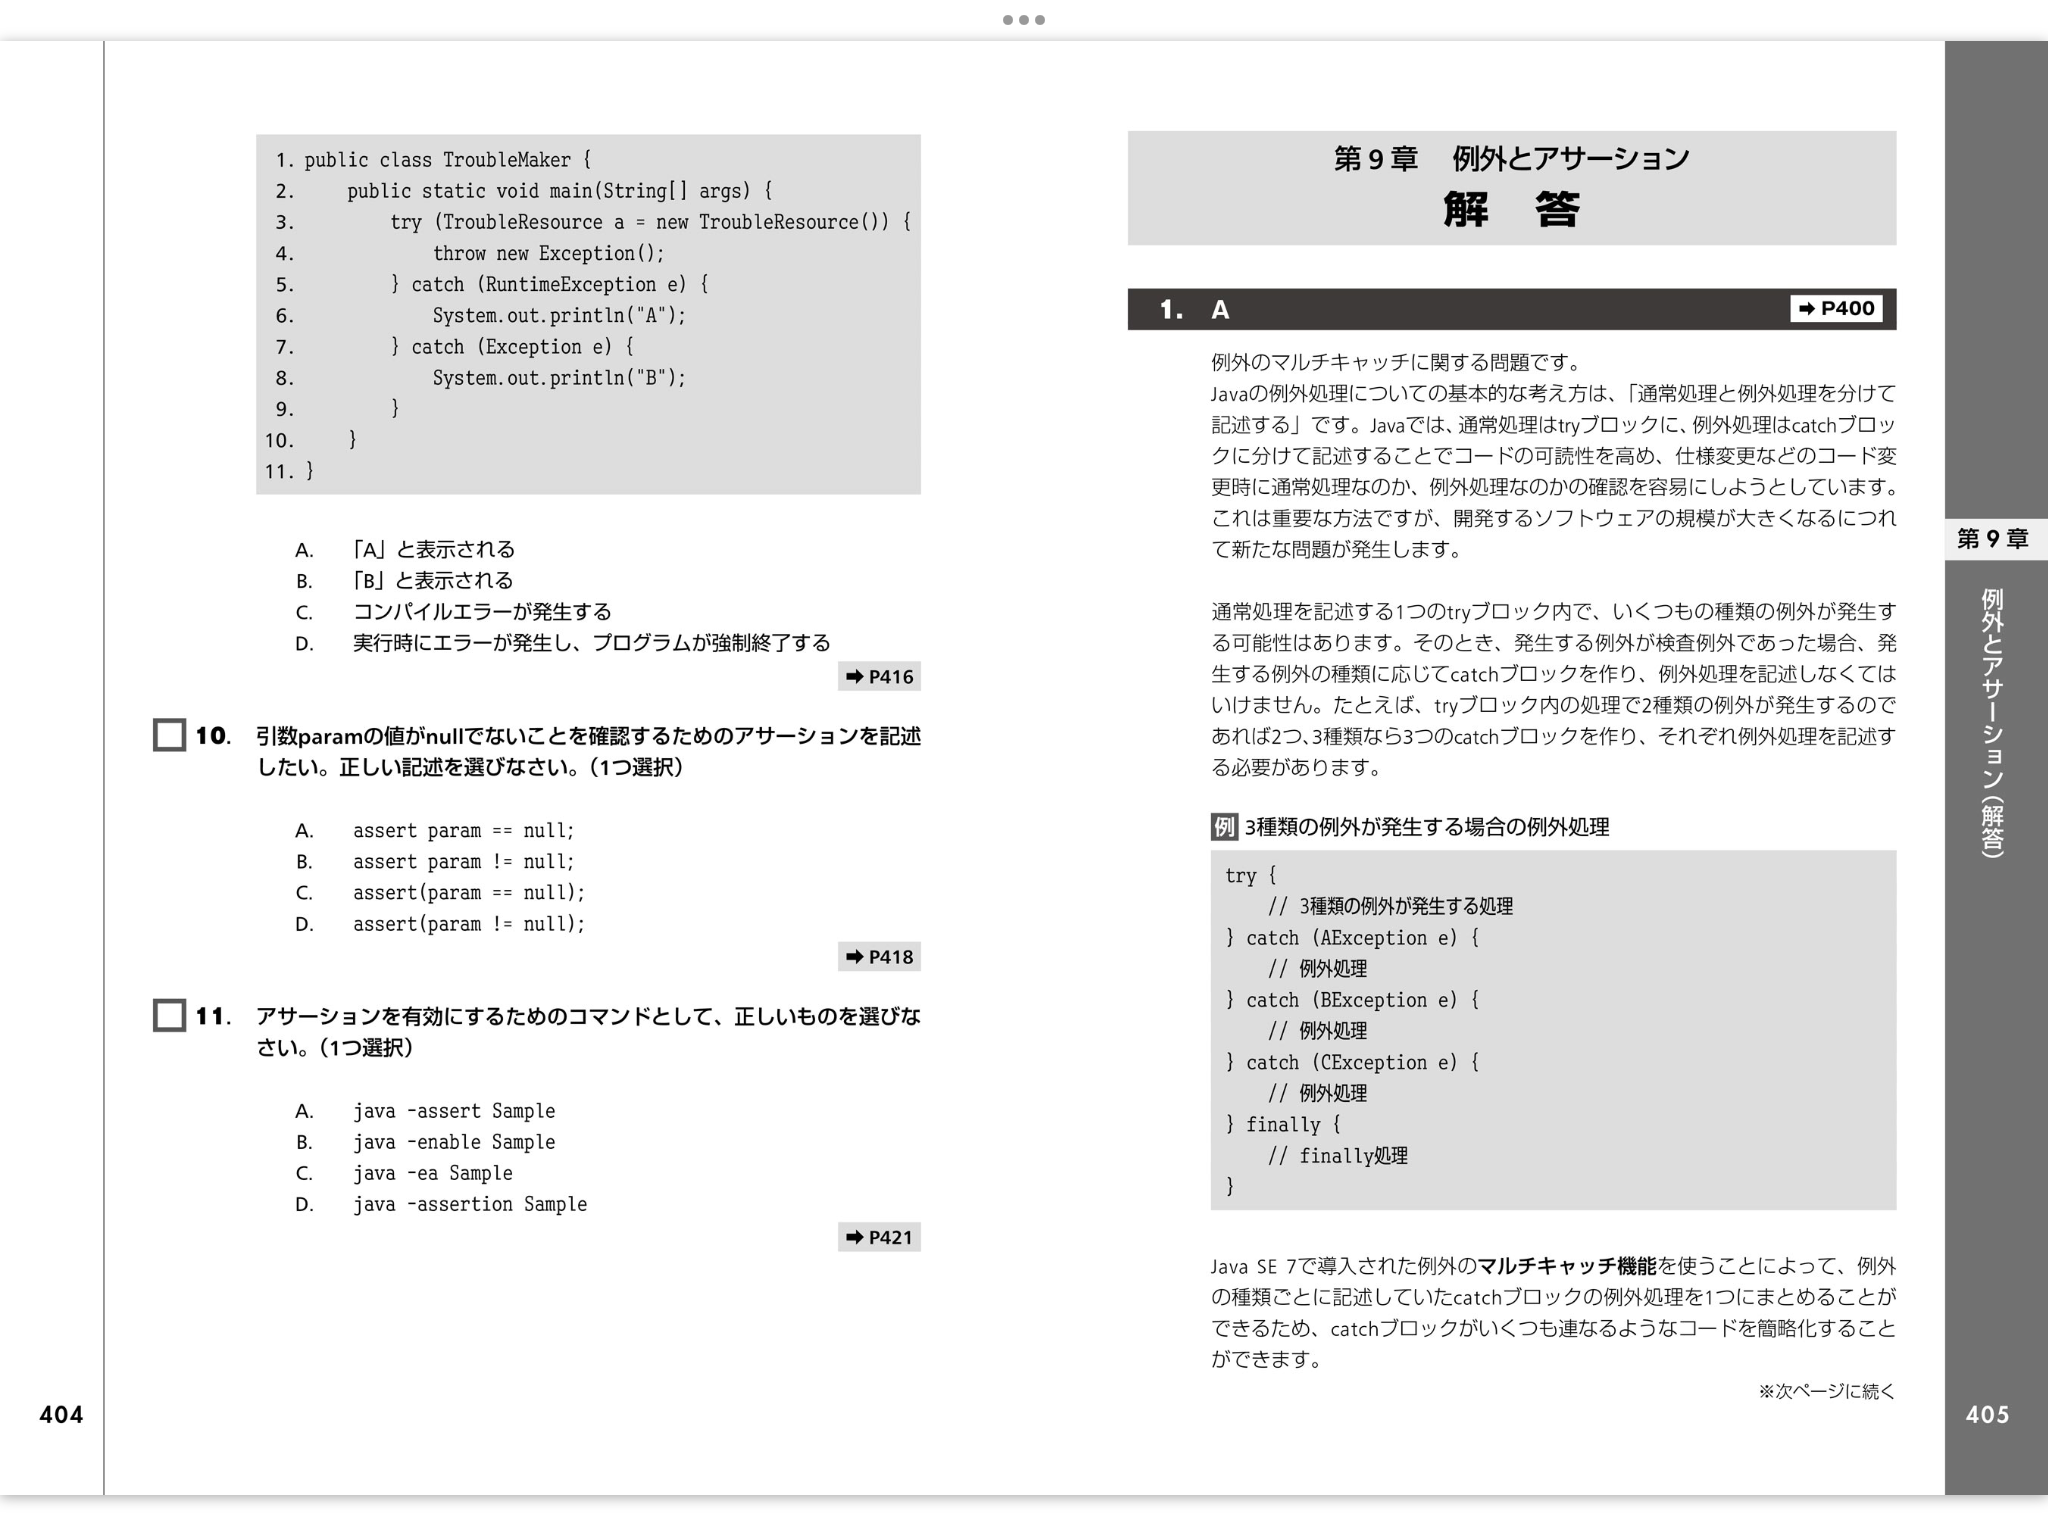 1. public class TroubleMaker {
2.     public static void main(String[] args) {
3.         try (TroubleResource a = new TroubleResource()) {
4.             throw new Exception();
5.         } catch (RuntimeException e) {
6.             System.out.println("A");
7.         } catch (Exception e) {
8.             System.out.println("B");
9.         }
10.     }
11. }
A. 「A」と表示される
B. 「B」と表示される
C. コンパイルエラーが発生する
D. 実行時にエラーが発生し、プログラムが強制終了する
➡ P416
10. 引数paramの値がnullでないことを確認するためのアサーションを記述
したい。正しい記述を選びなさい。（1つ選択）
A. assert param == null;
B. assert param != null;
C. assert(param == null);
D. assert(param != null);
➡ P418
11. アサーションを有効にするためのコマンドとして、正しいものを選びな
さい。（1つ選択）
A. java -assert Sample
B. java -enable Sample
C. java -ea Sample
D. java -assertion Sample
➡ P421
404
第9章 例外とアサーション
解 答
1. A ➡ P400
例外のマルチキャッチに関する問題です。
Javaの例外処理についての基本的な考え方は、「通常処理と例外処理を分けて
記述する」です。Javaでは、通常処理はtryブロックに、例外処理はcatchブロッ
クに分けて記述することでコードの可読性を高め、仕様変更などのコード変
更時に通常処理なのか、例外処理なのかの確認を容易にしようとしています。
これは重要な方法ですが、開発するソフトウェアの規模が大きくなるにつれ
て新たな問題が発生します。
通常処理を記述する1つのtryブロック内で、いくつもの種類の例外が発生す
る可能性はあります。そのとき、発生する例外が検査例外であった場合、発
生する例外の種類に応じてcatchブロックを作り、例外処理を記述しなくては
いけません。たとえば、tryブロック内の処理で2種類の例外が発生するので
あれば2つ、3種類なら3つのcatchブロックを作り、それぞれ例外処理を記述す
る必要があります。
例 3種類の例外が発生する場合の例外処理
try {
    // 3種類の例外が発生する処理
} catch (AException e) {
    // 例外処理
} catch (BException e) {
    // 例外処理
} catch (CException e) {
    // 例外処理
} finally {
    // finally処理
}
Java SE 7で導入された例外のマルチキャッチ機能を使うことによって、例外
の種類ごとに記述していたcatchブロックの例外処理を1つにまとめることが
できるため、catchブロックがいくつも連なるようなコードを簡略化すること
ができます。
※次ページに続く
第9章
例外とアサーション（解答）
405